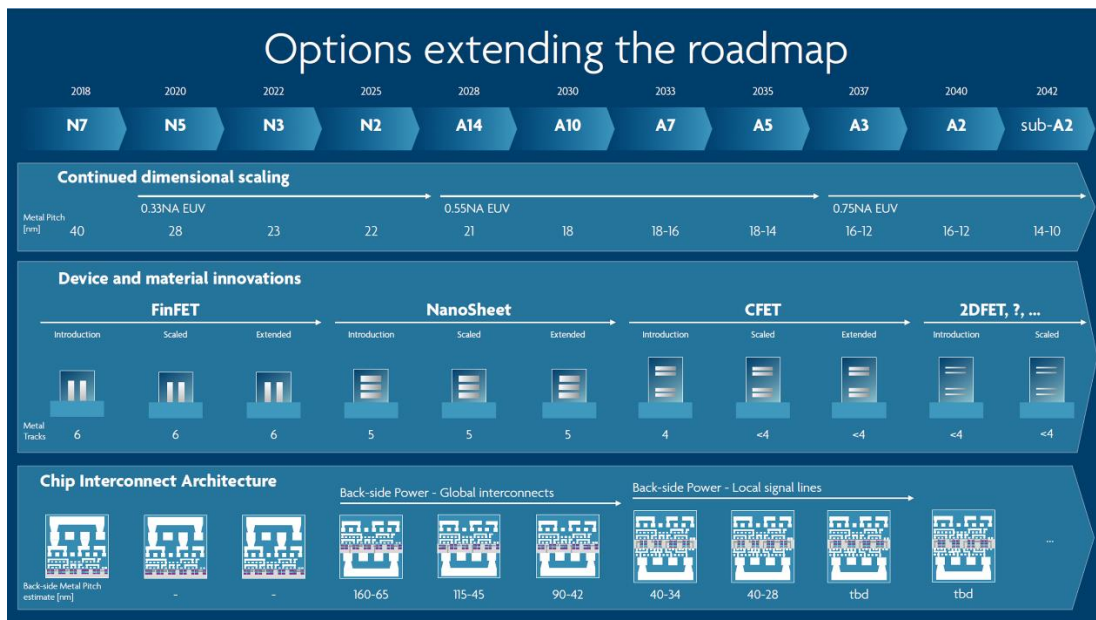 Options extending the roadmap
2018 2020 2022 2025 2028 2030 2033 2035 2037 2040 2042
N7 N5 N3 N2 A14 A10 A7 A5 A3 A2 sub-A2
Continued dimensional scaling
0.33NA EUV 0.55NA EUV 0.75NA EUV
Metal Pitch
[nm] 40 28 23 22 21 18 18-16 18-14 16-12 16-12 14-10
Device and material innovations
FinFET NanoSheet CFET 2DFET, ?, ...
Introduction Scaled Extended Introduction Scaled Extended Introduction Scaled Extended Introduction Scaled
Metal
Tracks 6 6 6 5 5 5 4 <4 <4 <4 <4
Chip Interconnect Architecture
Back-side Power - Global interconnects Back-side Power - Local signal lines
...
Back-side Metal Pitch
estimate [nm] - - 160-65 115-45 90-42 40-34 40-28 tbd tbd